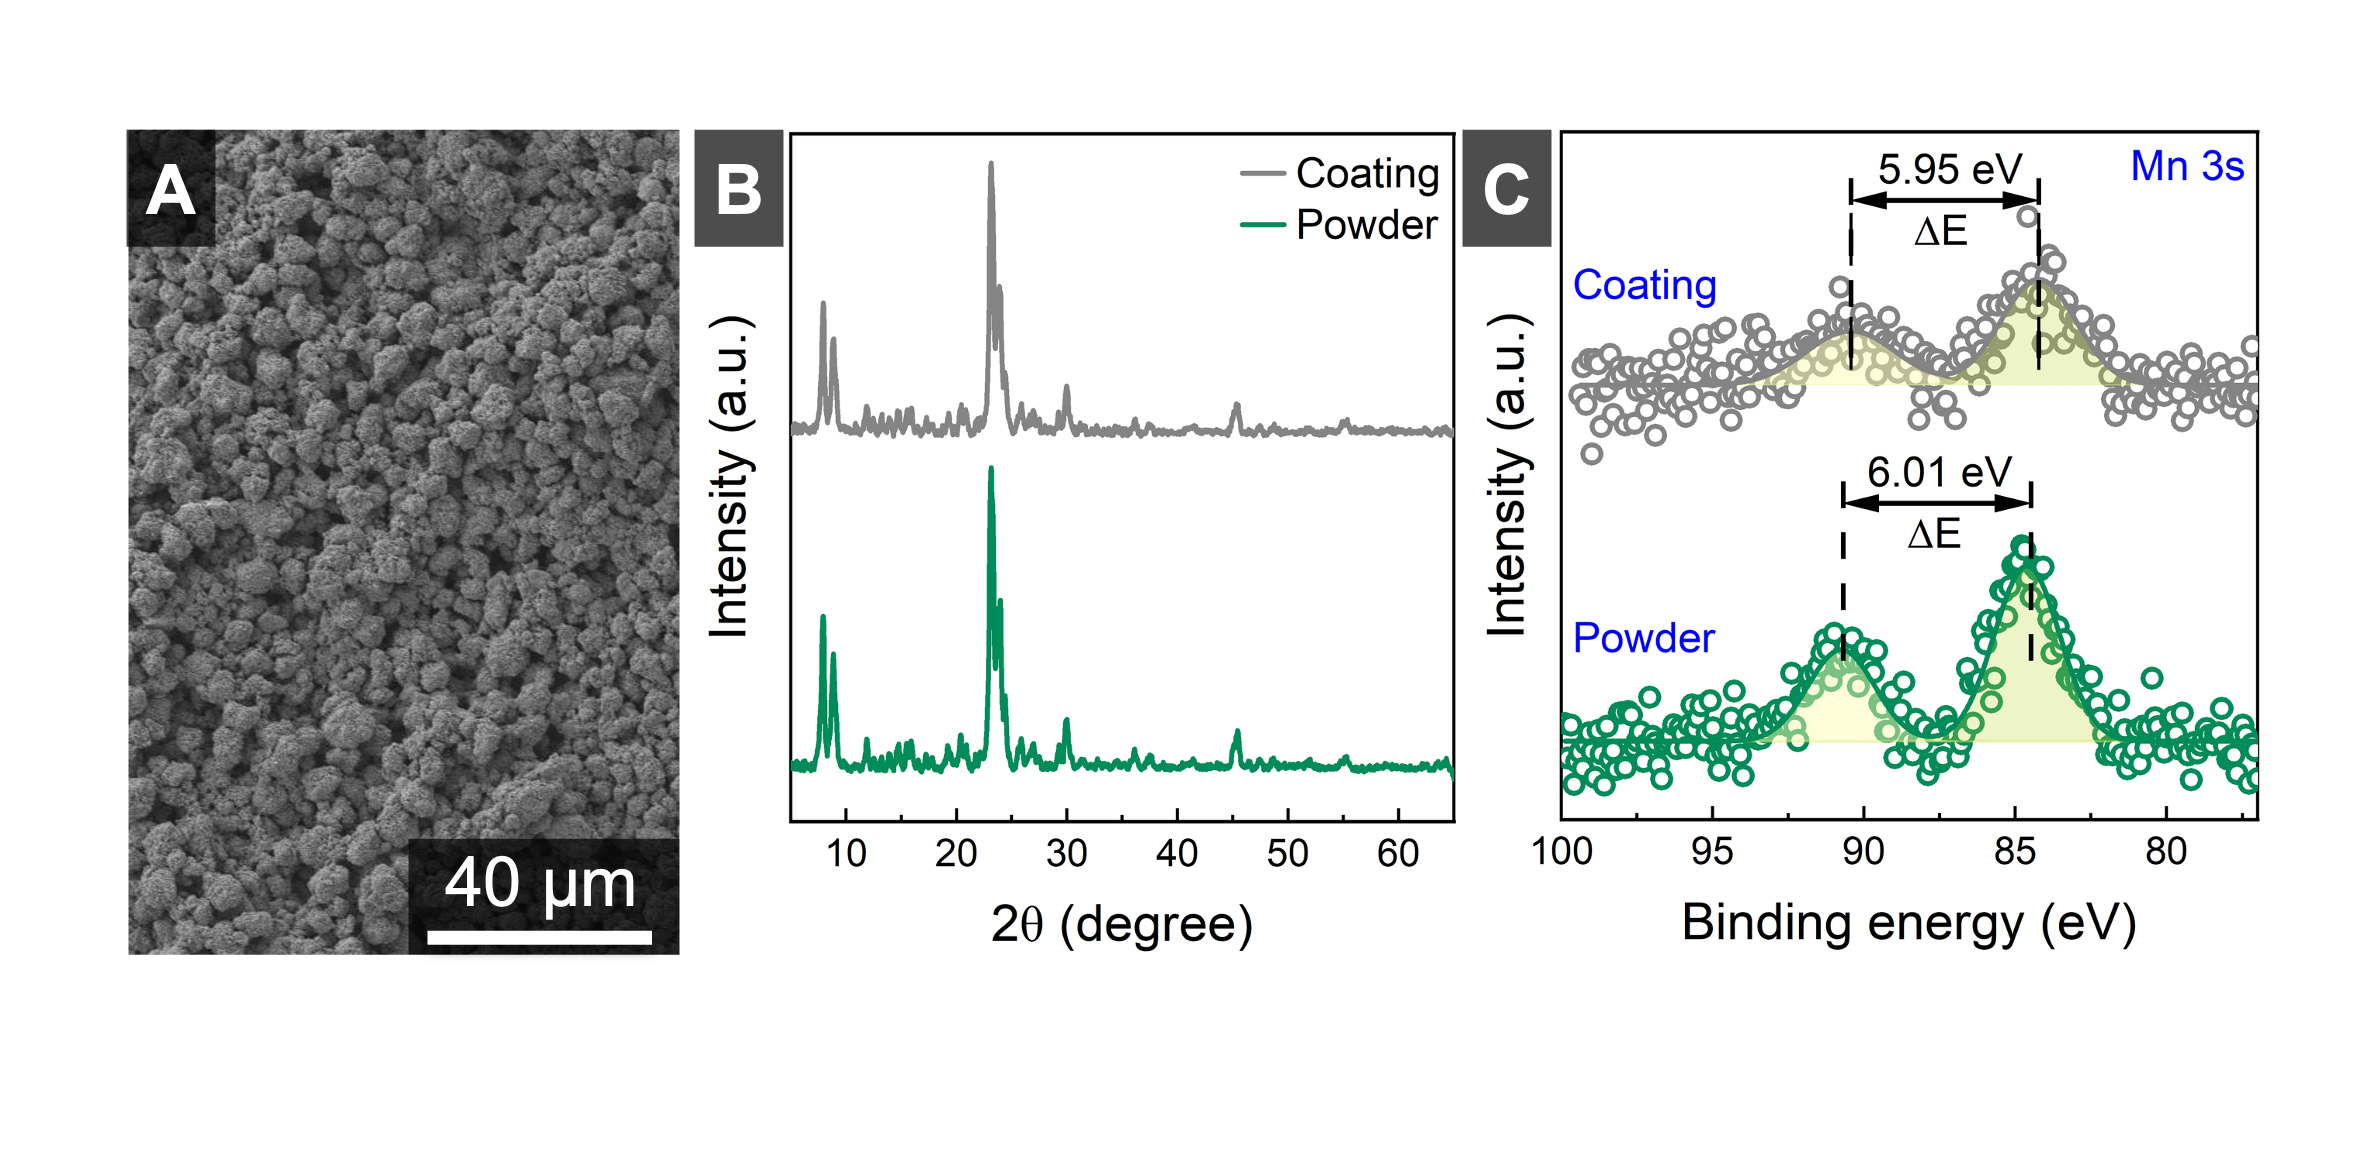 A
40 µm
B
Coating
Powder
Intensity (a.u.)
10 20 30 40 50 60
2θ (degree)
C
Mn 3s
5.95 eV
ΔE
Coating
6.01 eV
ΔE
Powder
Intensity (a.u.)
100 95 90 85 80
Binding energy (eV)